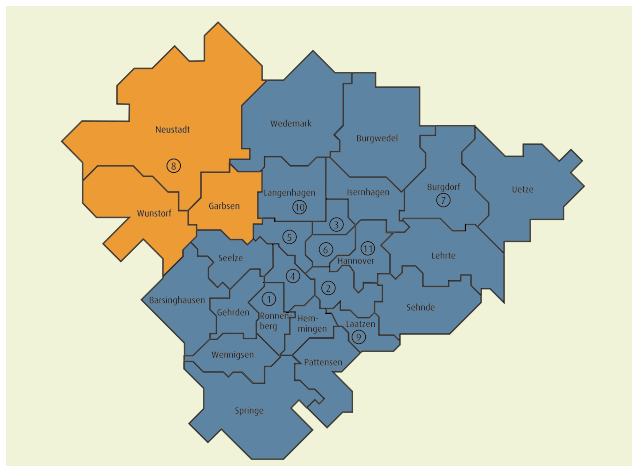 Wedemark
Neustadt
Burgwedel
8
Burgdorf
Uetze
Langenhagen
Isernhagen
7
Garbsen
10
Wunstorf
3
5
6
11
Seelze
Hannover
Lehrte
4
2
Barsinghausen
1
Sehnde
Gehrden
Ronnen-
berg
Hem-
mingen
Laatzen
9
Wennigsen
Pattensen
Springe